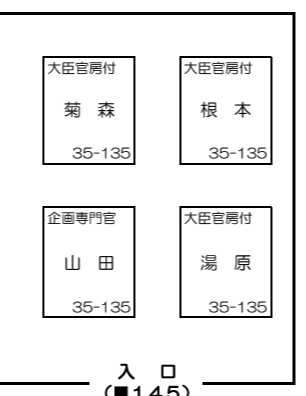 大臣官房付 大臣官房付
菊 森 根 本
35-135 35-135
企画専門官 大臣官房付
山 田 湯 原
35-135 35-135
入 口
(■145)